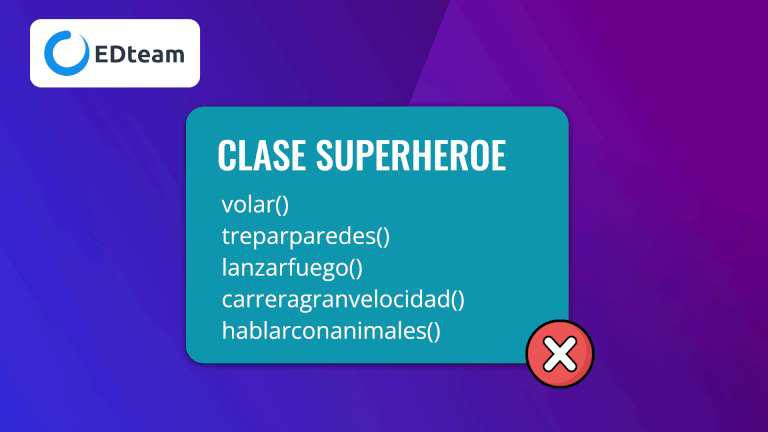 EDteam
CLASE SUPERHEROE
volar()
treparparedes()
lanzarfuego()
carreragranvelocidad()
hablarconanimales()